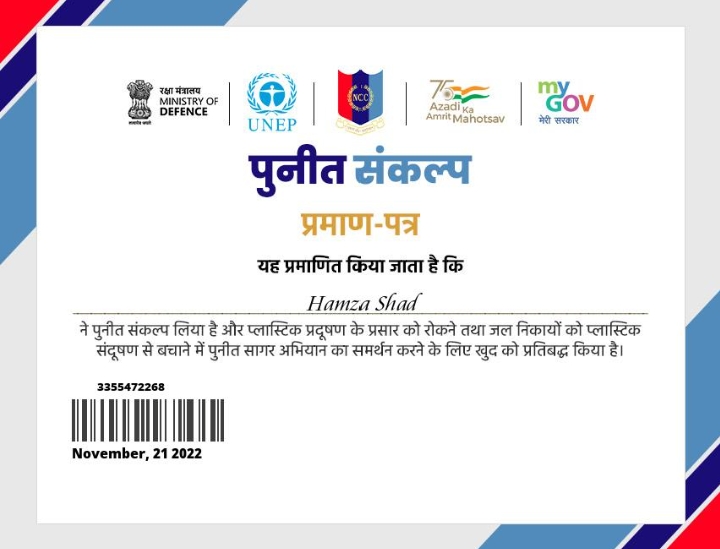 रक्षा मंत्रालय
MINISTRY OF
DEFENCE
सत्यमेव जयते
UNEP
NCC
75
Azadi Ka
Amrit Mahotsav
my
GOV
मेरी सरकार
पुनीत संकल्प
प्रमाण-पत्र
यह प्रमाणित किया जाता है कि
Hamza Shad
ने पुनीत संकल्प लिया है और प्लास्टिक प्रदूषण के प्रसार को रोकने तथा जल निकायों को प्लास्टिक
संदूषण से बचाने में पुनीत सागर अभियान का समर्थन करने के लिए खुद को प्रतिबद्ध किया है।
3355472268
November, 21 2022